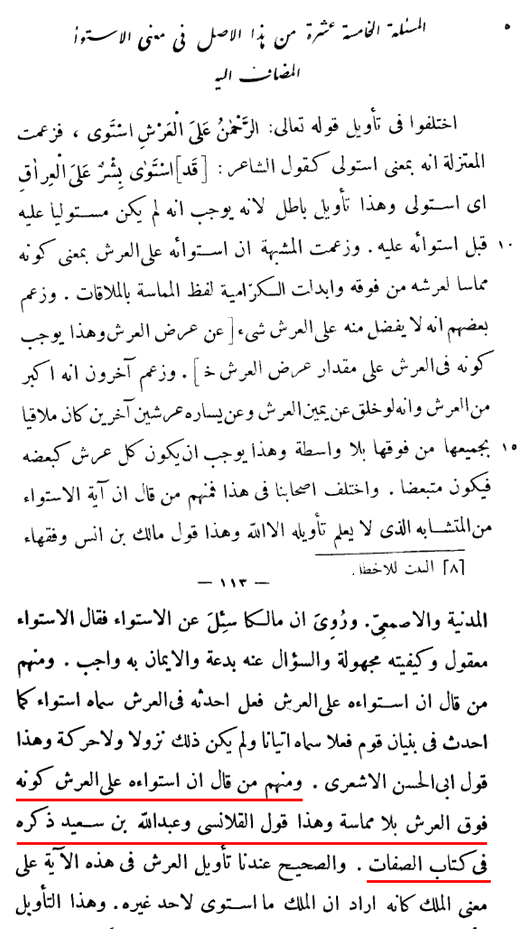 ٥ المسئلة الخامسة عشرة من هذا الاصل فى معنى الاستواء
المضاف اليه
اختلفوا فى تأويل قوله تعالى: الرَّحْمٰنُ عَلَى الْعَرْشِ اسْتَوى ، فزعمت
المعتزلة انه بمعنى استولى كقول الشاعر : [قَد]اسْتَوٰى بِشْرٌ عَلَى الْعِرٰاقِ
اى استولى وهذا تأويل باطل لانه يوجب انه لم يكن مستوليا عليه
١٠ قبل استوائه عليه . وزعمت المشبهة ان استوائه على العرش بمعنى كونه
مماسا لعرشه من فوقه وابدات الكرّامية لفظ المماسة بالملاقات . وزعم
بعضهم انه لا يفضل منه على العرش شىء [عن عرض العرش وهذا يوجب
كونه فى العرش على مقدار عرض العرش خ] . وزعم آخرون انه اكبر
من العرش وانه لو خلق عن يمين العرش وعن يساره عرشين آخرين كان ملاقيا
١٥ بجميعها من فوقها بلا واسطة وهذا يوجب ان يكون كل عرش كبعضه
فيكون متبعضا . واختلف اصحابنا فى هذا فمنهم من قال ان آية الاستواء
من المتشابه الذى لا يعلم تأويله الا الله وهذا قول مالك بن انس وفقهاء
[٨] البيت للاخطل.
— ١١٣ —
المدنية والاصمعىّ. ورُوِىَ ان مالكا سئِلَ عن الاستواء فقال الاستواء
معقول وكيفيته مجهولة والسؤال عنه بدعة والايمان به واجب . ومنهم
من قال ان استواءه على العرش فعل احدثه فى العرش سماه استواء كما
احدث فى بنيان قوم فعلا سماه اتيانا ولم يكن ذلك نزولا ولا حركة وهذا
قول ابى الحسن الاشعرى . ومنهم من قال ان استواءه على العرش كونه
فوق العرش بلا مماسة وهذا قول القلانسى وعبدالله بن سعيد ذكره
فى كتاب الصفات . والصحيح عندنا تأويل العرش فى هذه الآية على
معنى الملك كانه اراد ان الملك ما استوى لاحد غيره. وهذا التأويل